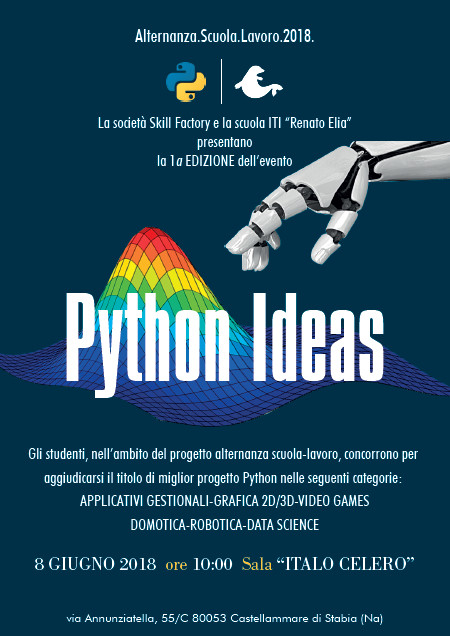 Alternanza.Scuola.Lavoro.2018.
La società Skill Factory e la scuola ITI “Renato Elia”
presentano
la 1a EDIZIONE dell’evento
Python Ideas
Gli studenti, nell’ambito del progetto alternanza scuola-lavoro, concorrono per
aggiudicarsi il titolo di miglior progetto Python nelle seguenti categorie:
APPLICATIVI GESTIONALI-GRAFICA 2D/3D-VIDEO GAMES
DOMOTICA-ROBOTICA-DATA SCIENCE
8 GIUGNO 2018 ore 10:00 Sala “ITALO CELERO”
via Annunziatella, 55/C 80053 Castellammare di Stabia (Na)